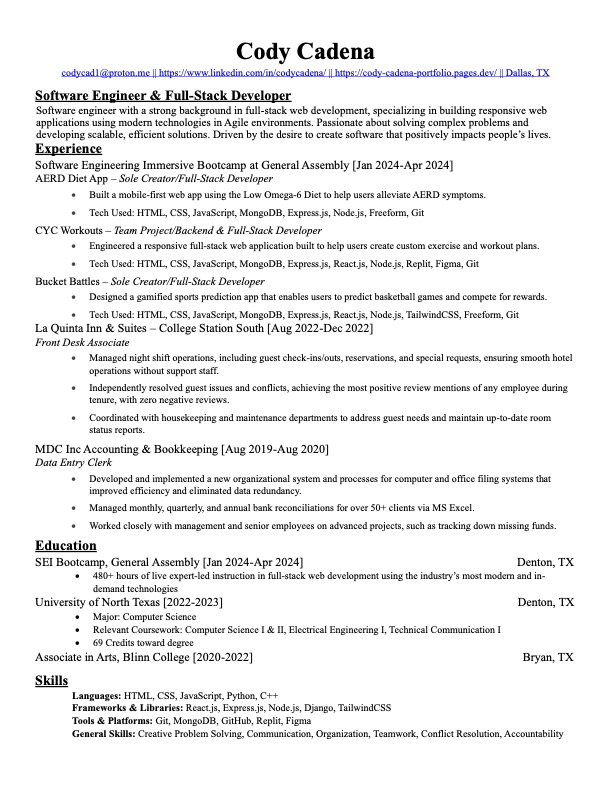 Cody Cadena
codycad1@proton.me || https://www.linkedin.com/in/codycadena/ || https://cody-cadena-portfolio.pages.dev/ || Dallas, TX
Software Engineer & Full-Stack Developer
Software engineer with a strong background in full-stack web development, specializing in building responsive web
applications using modern technologies in Agile environments. Passionate about solving complex problems and
developing scalable, efficient solutions. Driven by the desire to create software that positively impacts people’s lives.
Experience
Software Engineering Immersive Bootcamp at General Assembly [Jan 2024-Apr 2024]
AERD Diet App – Sole Creator/Full-Stack Developer
• Built a mobile-first web app using the Low Omega-6 Diet to help users alleviate AERD symptoms.
• Tech Used: HTML, CSS, JavaScript, MongoDB, Express.js, Node.js, Freeform, Git
CYC Workouts – Team Project/Backend & Full-Stack Developer
• Engineered a responsive full-stack web application built to help users create custom exercise and workout plans.
• Tech Used: HTML, CSS, JavaScript, MongoDB, Express.js, React.js, Node.js, Replit, Figma, Git
Bucket Battles – Sole Creator/Full-Stack Developer
• Designed a gamified sports prediction app that enables users to predict basketball games and compete for rewards.
• Tech Used: HTML, CSS, JavaScript, MongoDB, Express.js, React.js, Node.js, TailwindCSS, Freeform, Git
La Quinta Inn & Suites – College Station South [Aug 2022-Dec 2022]
Front Desk Associate
• Managed night shift operations, including guest check-ins/outs, reservations, and special requests, ensuring smooth hotel
operations without support staff.
• Independently resolved guest issues and conflicts, achieving the most positive review mentions of any employee during
tenure, with zero negative reviews.
• Coordinated with housekeeping and maintenance departments to address guest needs and maintain up-to-date room
status reports.
MDC Inc Accounting & Bookkeeping [Aug 2019-Aug 2020]
Data Entry Clerk
• Developed and implemented a new organizational system and processes for computer and office filing systems that
improved efficiency and eliminated data redundancy.
• Managed monthly, quarterly, and annual bank reconciliations for over 50+ clients via MS Excel.
• Worked closely with management and senior employees on advanced projects, such as tracking down missing funds.
Education
SEI Bootcamp, General Assembly [Jan 2024-Apr 2024] Denton, TX
• 480+ hours of live expert-led instruction in full-stack web development using the industry’s most modern and in-
demand technologies
University of North Texas [2022-2023] Denton, TX
• Major: Computer Science
• Relevant Coursework: Computer Science I & II, Electrical Engineering I, Technical Communication I
• 69 Credits toward degree
Associate in Arts, Blinn College [2020-2022] Bryan, TX
Skills
Languages: HTML, CSS, JavaScript, Python, C++
Frameworks & Libraries: React.js, Express.js, Node.js, Django, TailwindCSS
Tools & Platforms: Git, MongoDB, GitHub, Replit, Figma
General Skills: Creative Problem Solving, Communication, Organization, Teamwork, Conflict Resolution, Accountability